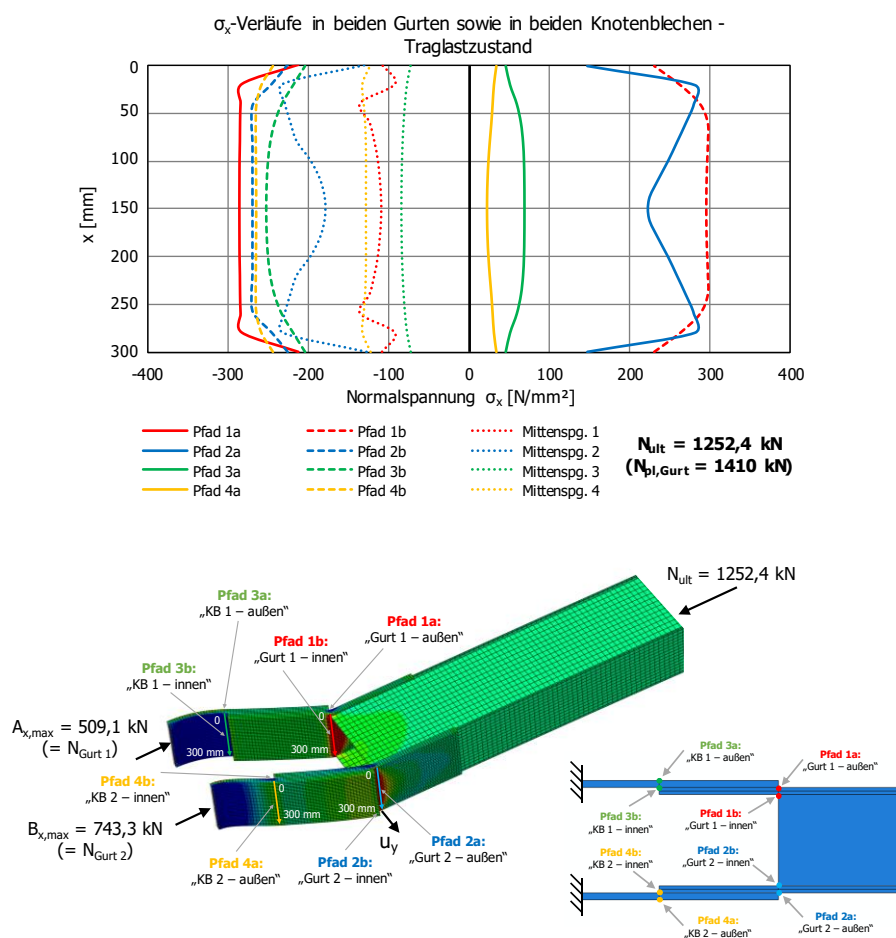 σx-Verläufe in beiden Gurten sowie in beiden Knotenblechen -
Traglastzustand
0
50
100
150
200
250
300
x [mm]
-400 -300 -200 -100 0 100 200 300 400
Normalspannung σx [N/mm²]
Pfad 1a Pfad 1b Mittenspg. 1
Pfad 2a Pfad 2b Mittenspg. 2
Pfad 3a Pfad 3b Mittenspg. 3
Pfad 4a Pfad 4b Mittenspg. 4
Nult = 1252,4 kN
(Npl,Gurt = 1410 kN)
Nult = 1252,4 kN
Pfad 3a:
„KB 1 – außen“
Pfad 1a:
„Gurt 1 – außen“
Pfad 1b:
„Gurt 1 – innen“
Pfad 3b:
„KB 1 – innen“
0
0
300 mm
300 mm
Ax,max = 509,1 kN
(= NGurt 1)
Pfad 4b:
„KB 2 – innen“
0
0
300 mm
300 mm
Bx,max = 743,3 kN
(= NGurt 2)
uy
Pfad 2a:
„Gurt 2 – außen“
Pfad 4a:
„KB 2 – außen“
Pfad 2b:
„Gurt 2 – innen“
Pfad 3a:
„KB 1 – außen“
Pfad 1a:
„Gurt 1 – außen“
Pfad 3b:
„KB 1 – innen“
Pfad 1b:
„Gurt 1 – innen“
Pfad 4b:
„KB 2 – innen“
Pfad 2b:
„Gurt 2 – innen“
Pfad 4a:
„KB 2 – außen“
Pfad 2a:
„Gurt 2 – außen“